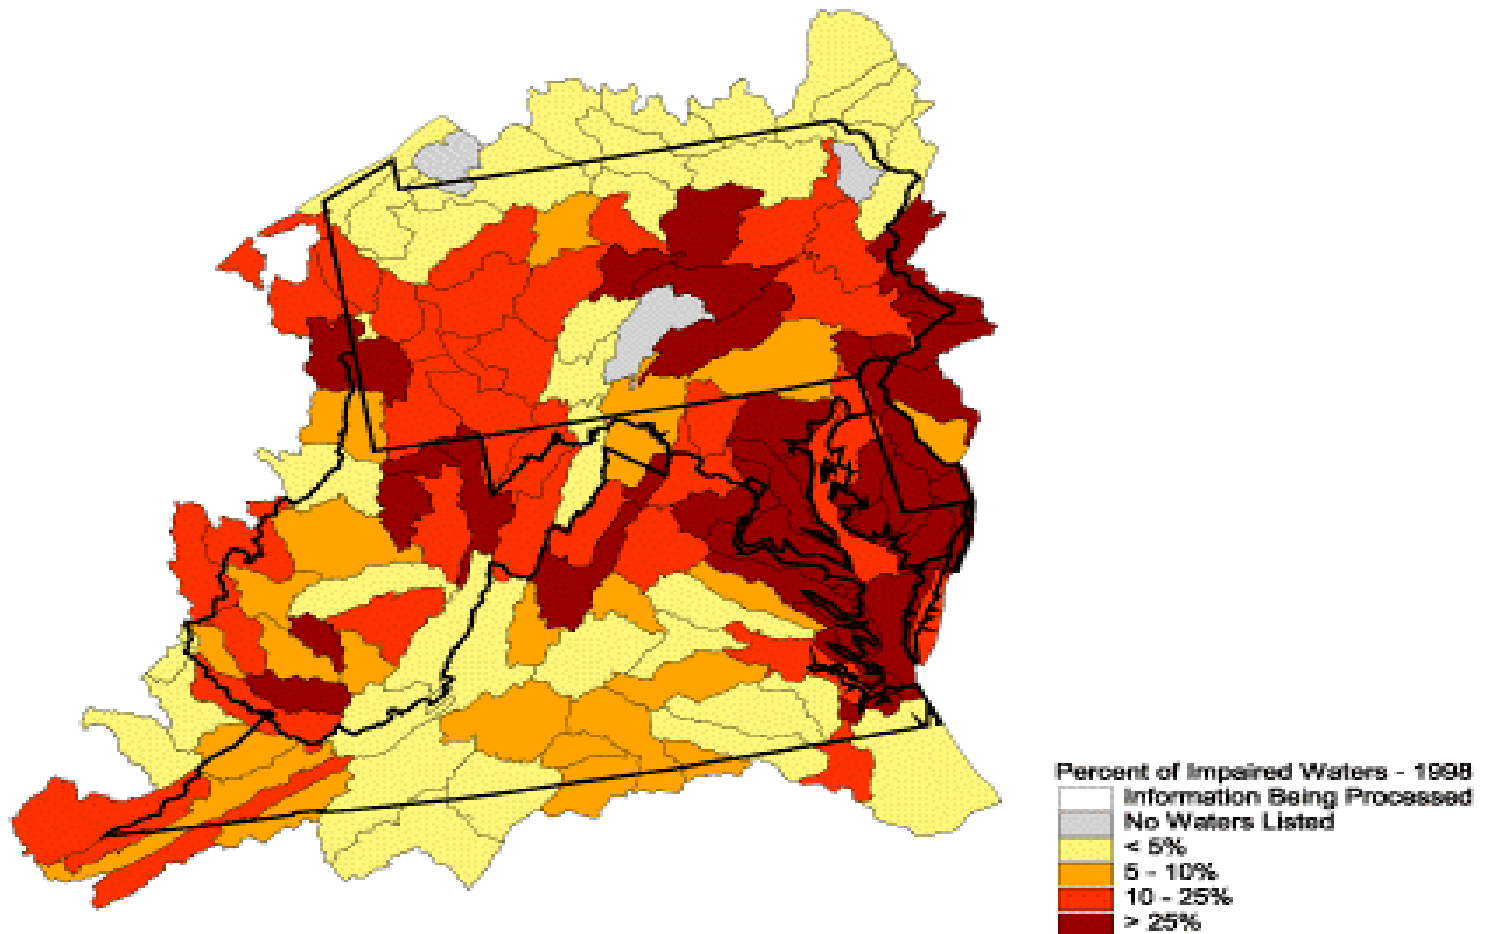 Percent of Impaired Waters - 1998
Information Being Processed
No Waters Listed
< 5%
5 - 10%
10 - 25%
> 25%